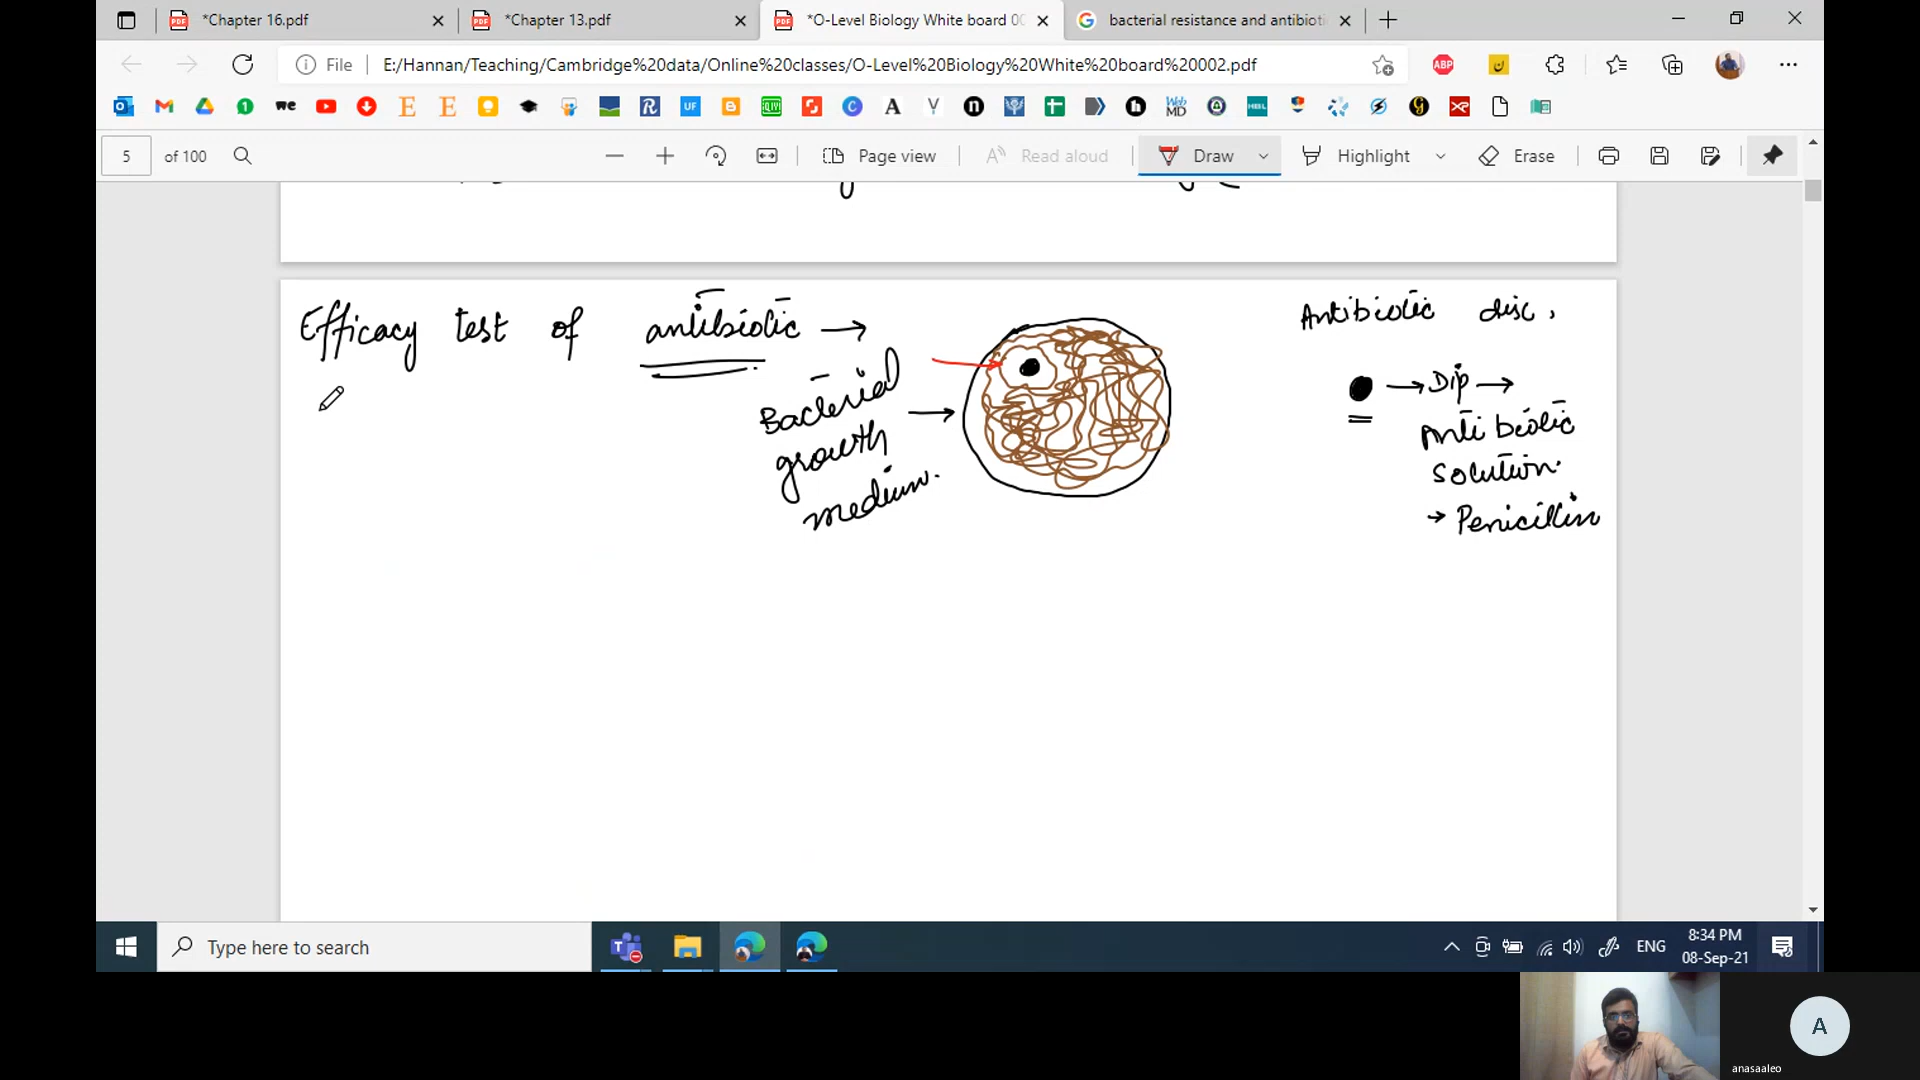 *Chapter 16.pdf
*Chapter 13.pdf
*O-Level Biology White board 00
bacterial resistance and antibioti
File
E:/Hannan/Teaching/Cambridge%20data/Online%20classes/O-Level%20Biology%20White%20board%20002.pdf
5 of 100
Page view
Read aloud
Draw
Highlight
Erase
Efficacy test of antibiotic →
Bacterial
growth
medium.
Antibiotic disc,
→ Dip →
Antibiotic
solution.
→ Penicillin
Type here to search
ENG
8:34 PM
08-Sep-21
A
anasaaleo